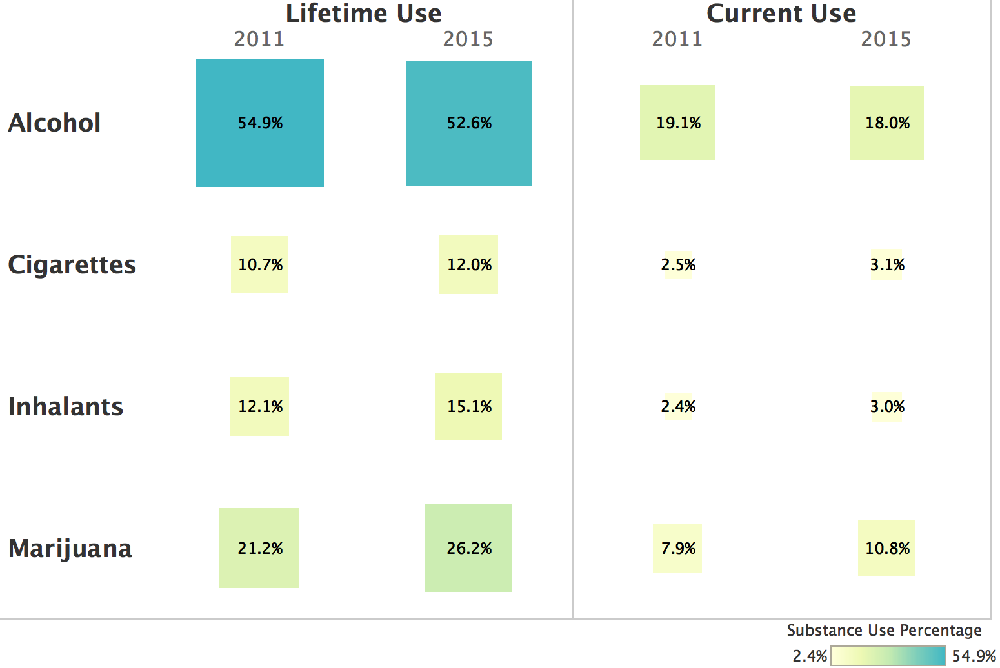 Lifetime Use Current Use
2011 2015 2011 2015
Alcohol 54.9% 52.6% 19.1% 18.0%
Cigarettes 10.7% 12.0% 2.5% 3.1%
Inhalants 12.1% 15.1% 2.4% 3.0%
Marijuana 21.2% 26.2% 7.9% 10.8%
Substance Use Percentage
2.4% 54.9%